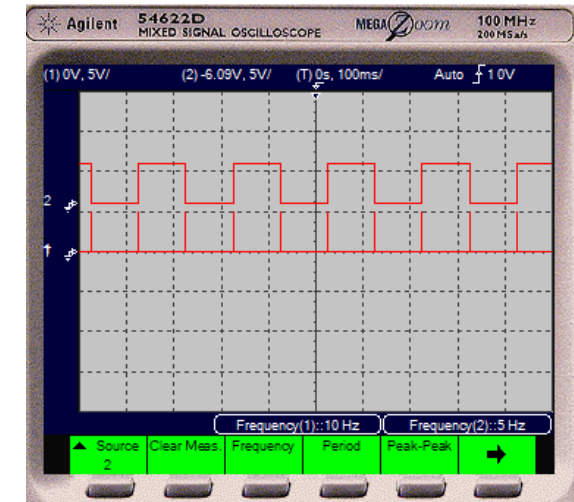 Agilent 54622D MIXED SIGNAL OSCILLOSCOPE MEGA Zoom 100 MHz 200 MSa/s
(1) 0V, 5V/ (2) -6.09V, 5V/ (T) 0s, 100ms/ Auto 1 0V
2
Frequency(1)::10 Hz Frequency(2)::5 Hz
Source 2 Clear Meas. Frequency Period Peak-Peak